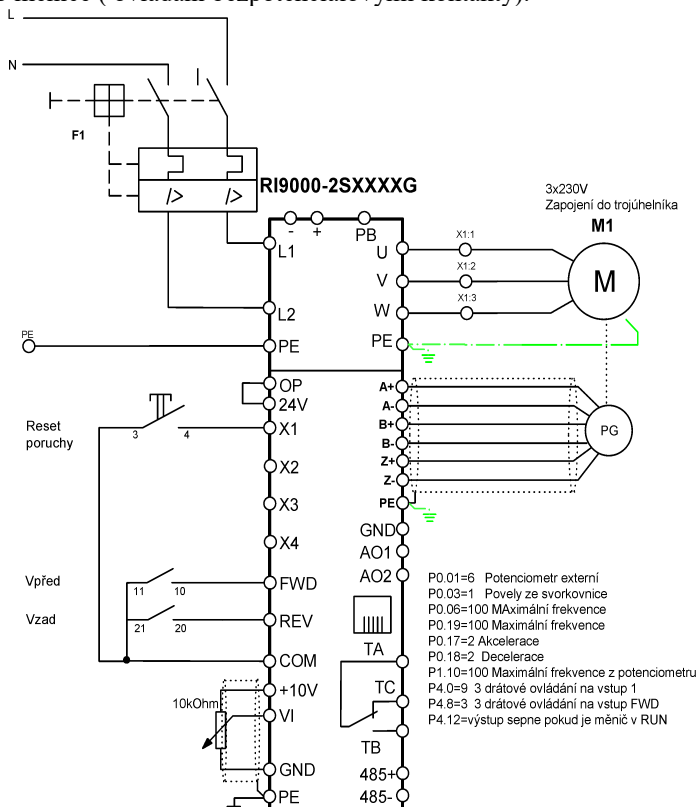 L
N
F1
RI9000-2SXXXXG
3x230V
Zapojení do trojúhelníka
M1
- + PB
L1
U X1:1
V X1:2
M
W X1:3
L2
PE
PE
PE
OP
24V
A+
A-
B+
B-
Z+
Z-
PE
PG
Reset
poruchy
3 4
X1
X2
X3
X4
GND
AO1
AO2
Vpřed
11 10
FWD
Vzad
21 20
REV
COM
TA
TC
TB
+10V
10kOhm
VI
GND
PE
485+
485-
P0.01=6 Potenciometr externí
P0.03=1 Povely ze svorkovnice
P0.06=100 MAximální frekvence
P0.19=100 Maximální frekvence
P0.17=2 Akcelerace
P0.18=2 Decelerace
P1.10=100 Maximální frekvence z potenciometru
P4.0=9 3 drátové ovládání na vstup 1
P4.8=3 3 drátové ovládání na vstup FWD
P4.12=výstup sepne pokud je měnič v RUN